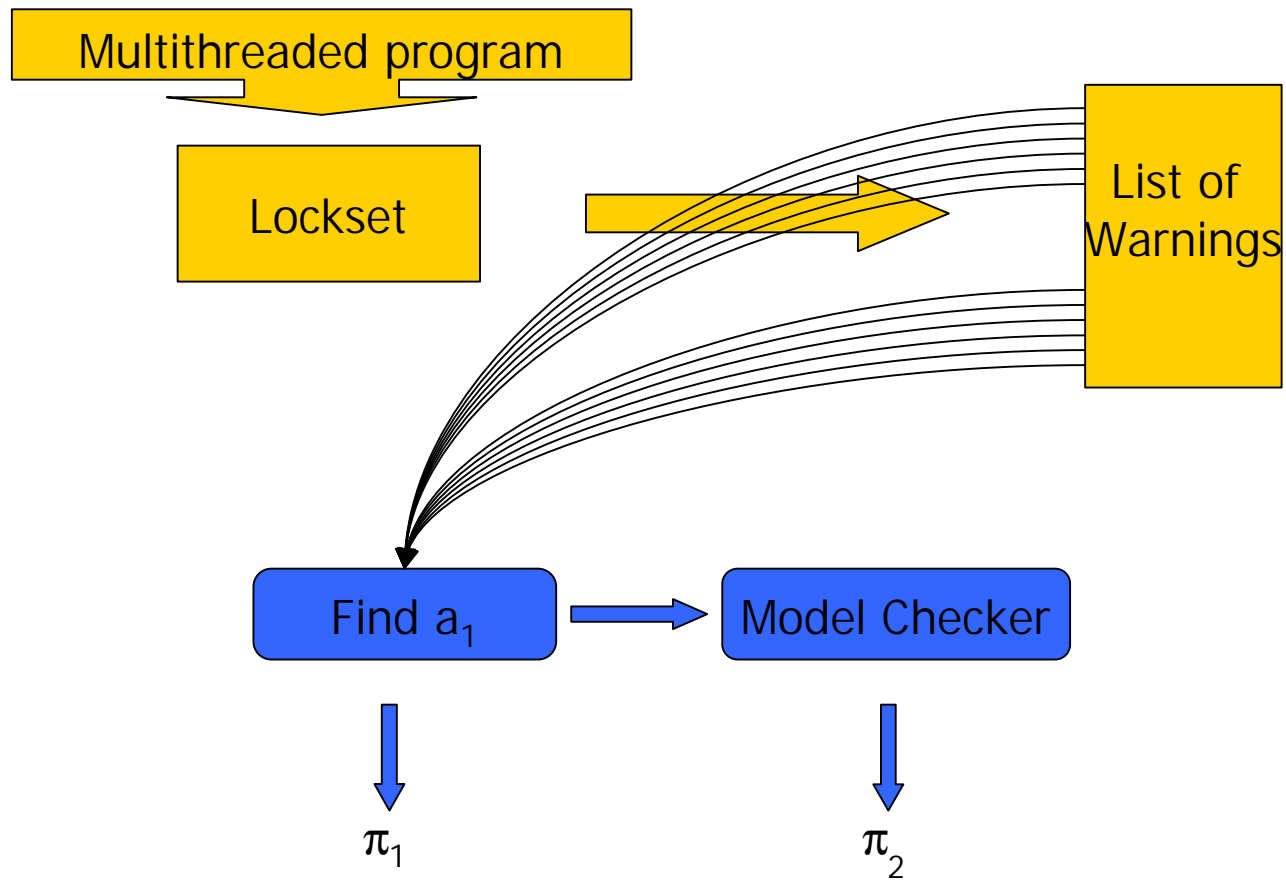 Multithreaded program
Lockset
List of
Warnings
Find a₁
Model Checker
π₁
π₂